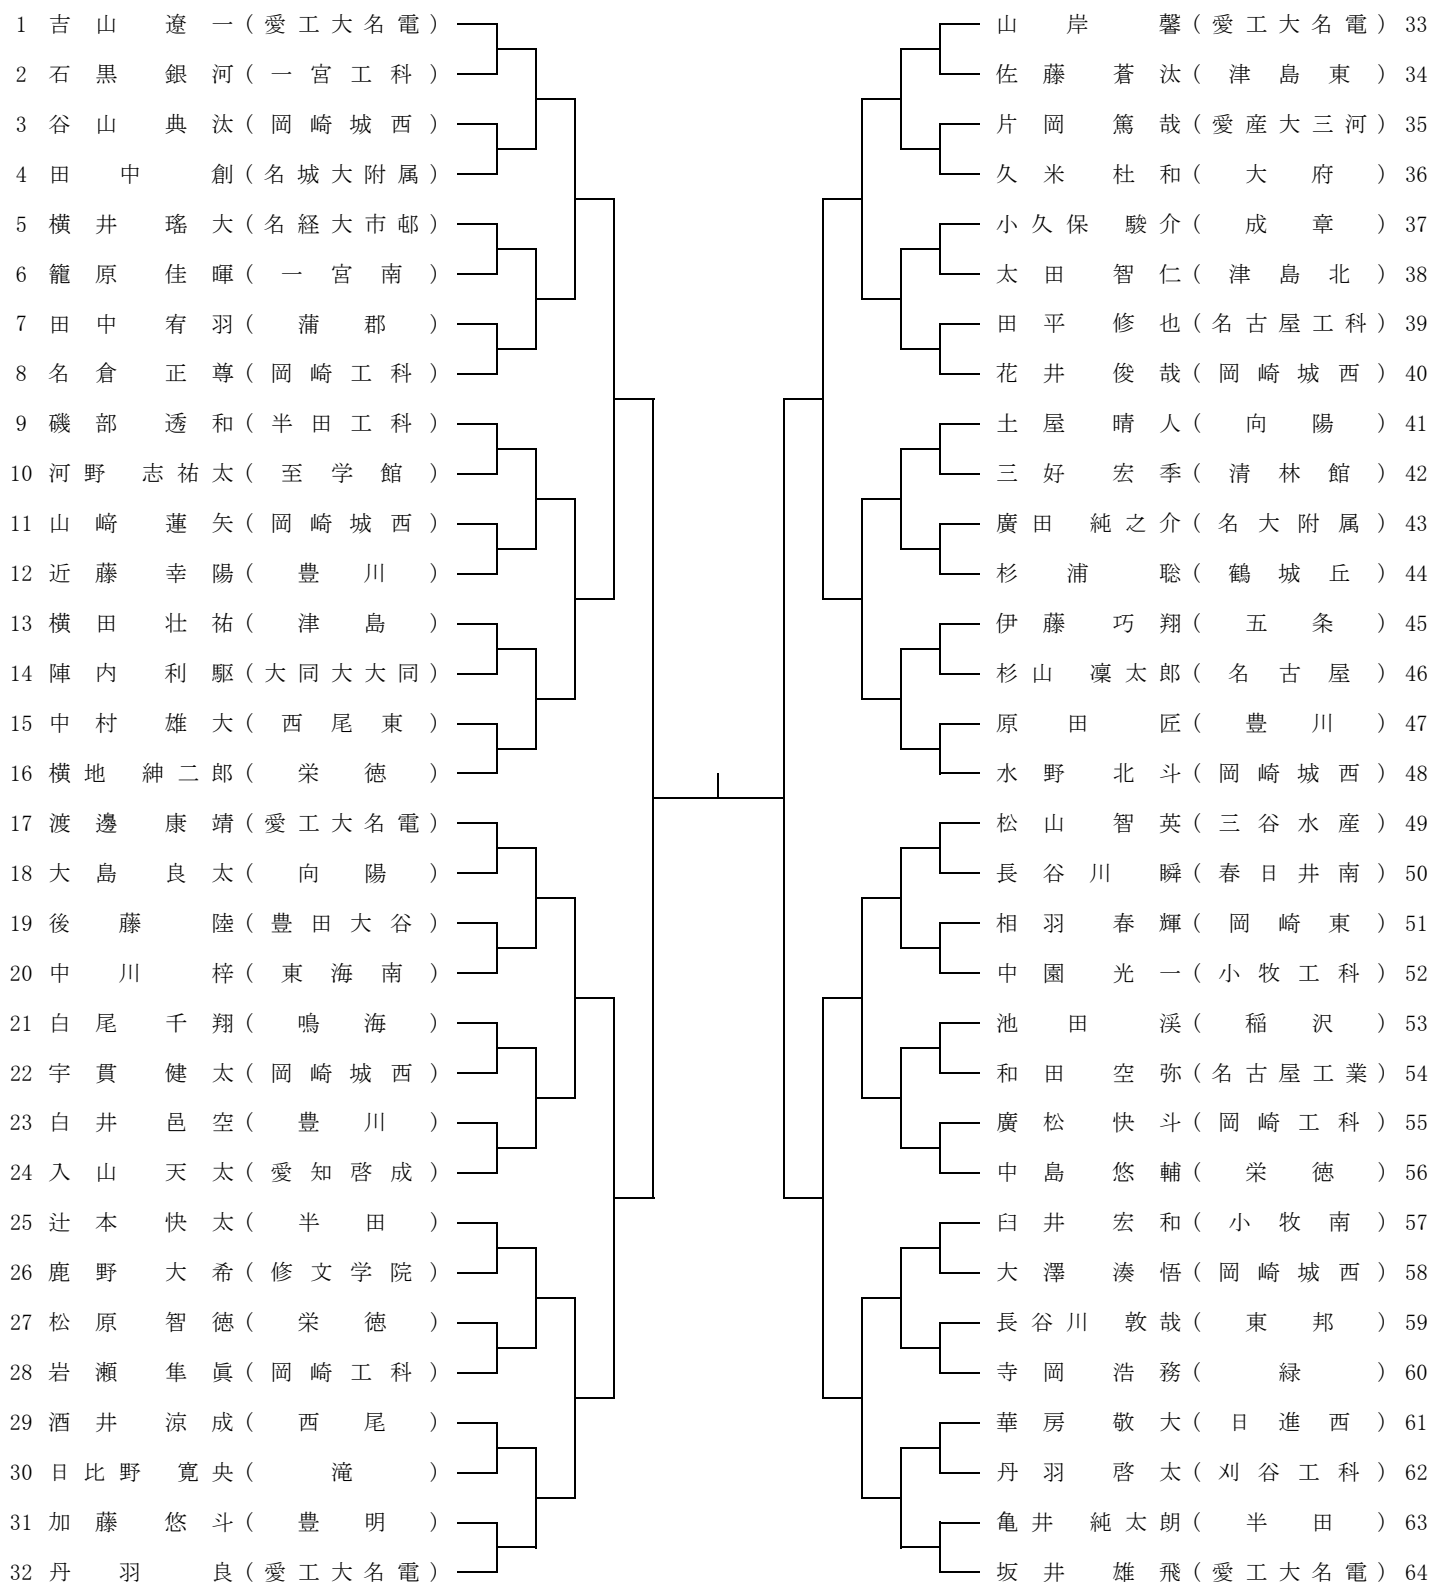 1 吉山 遼一(愛工大名電)
2 石黒 銀河(一宮工科)
3 谷山 典汰(岡崎城西)
4 田中 創(名城大附属)
5 横井 瑤大(名経大市邨)
6 籠原 佳暉(一宮南)
7 田中 宥羽(蒲郡)
8 名倉 正尊(岡崎工科)
9 磯部 透和(半田工科)
10 河野 志祐太(至学館)
11 山﨑 蓮矢(岡崎城西)
12 近藤 幸陽(豊川)
13 横田 壮祐(津島)
14 陣内 利駆(大同大大同)
15 中村 雄大(西尾東)
16 横地 紳二郎(栄徳)
17 渡邊 康靖(愛工大名電)
18 大島 良太(向陽)
19 後藤 陸(豊田大谷)
20 中川 梓(東海南)
21 白尾 千翔(鳴海)
22 宇貫 健太(岡崎城西)
23 白井 邑空(豊川)
24 入山 天太(愛知啓成)
25 辻本 快太(半田)
26 鹿野 大希(修文学院)
27 松原 智徳(栄徳)
28 岩瀬 隼眞(岡崎工科)
29 酒井 涼成(西尾)
30 日比野 寛央(滝)
31 加藤 悠斗(豊明)
32 丹羽 良(愛工大名電)
山岸 馨(愛工大名電) 33
佐藤 蒼汰(津島東) 34
片岡 篤哉(愛産大三河) 35
久米 杜和(大府) 36
小久保 駿介(成章) 37
太田 智仁(津島北) 38
田平 修也(名古屋工科) 39
花井 俊哉(岡崎城西) 40
土屋 晴人(向陽) 41
三好 宏季(清林館) 42
廣田 純之介(名大附属) 43
杉浦 聡(鶴城丘) 44
伊藤 巧翔(五条) 45
杉山 凜太郎(名古屋) 46
原田 匠(豊川) 47
水野 北斗(岡崎城西) 48
松山 智英(三谷水産) 49
長谷川 瞬(春日井南) 50
相羽 春輝(岡崎東) 51
中園 光一(小牧工科) 52
池田 渓(稲沢) 53
和田 空弥(名古屋工業) 54
廣松 快斗(岡崎工科) 55
中島 悠輔(栄徳) 56
臼井 宏和(小牧南) 57
大澤 湊悟(岡崎城西) 58
長谷川 敦哉(東邦) 59
寺岡 浩務(緑) 60
華房 敬大(日進西) 61
丹羽 啓太(刈谷工科) 62
亀井 純太朗(半田) 63
坂井 雄飛(愛工大名電) 64